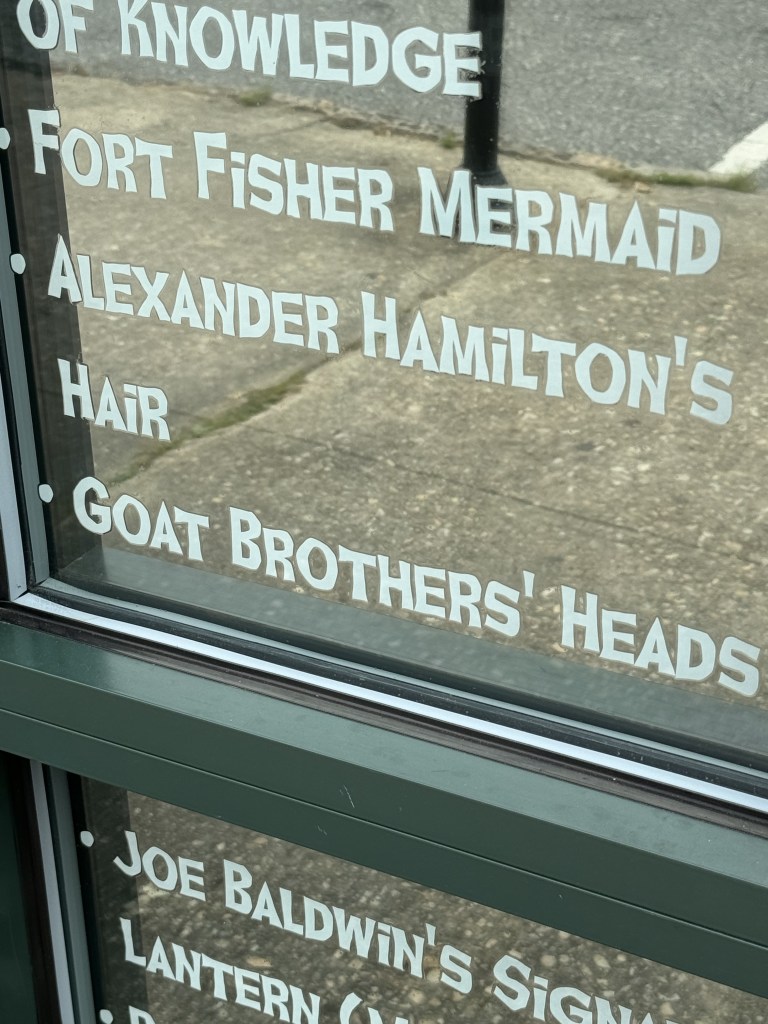 OF KNOWLEDGE
• FORT FISHER MERMAID
• ALEXANDER HAMILTON'S
HAIR
• GOAT BROTHERS' HEADS
• JOE BALDWIN'S
LANTERN